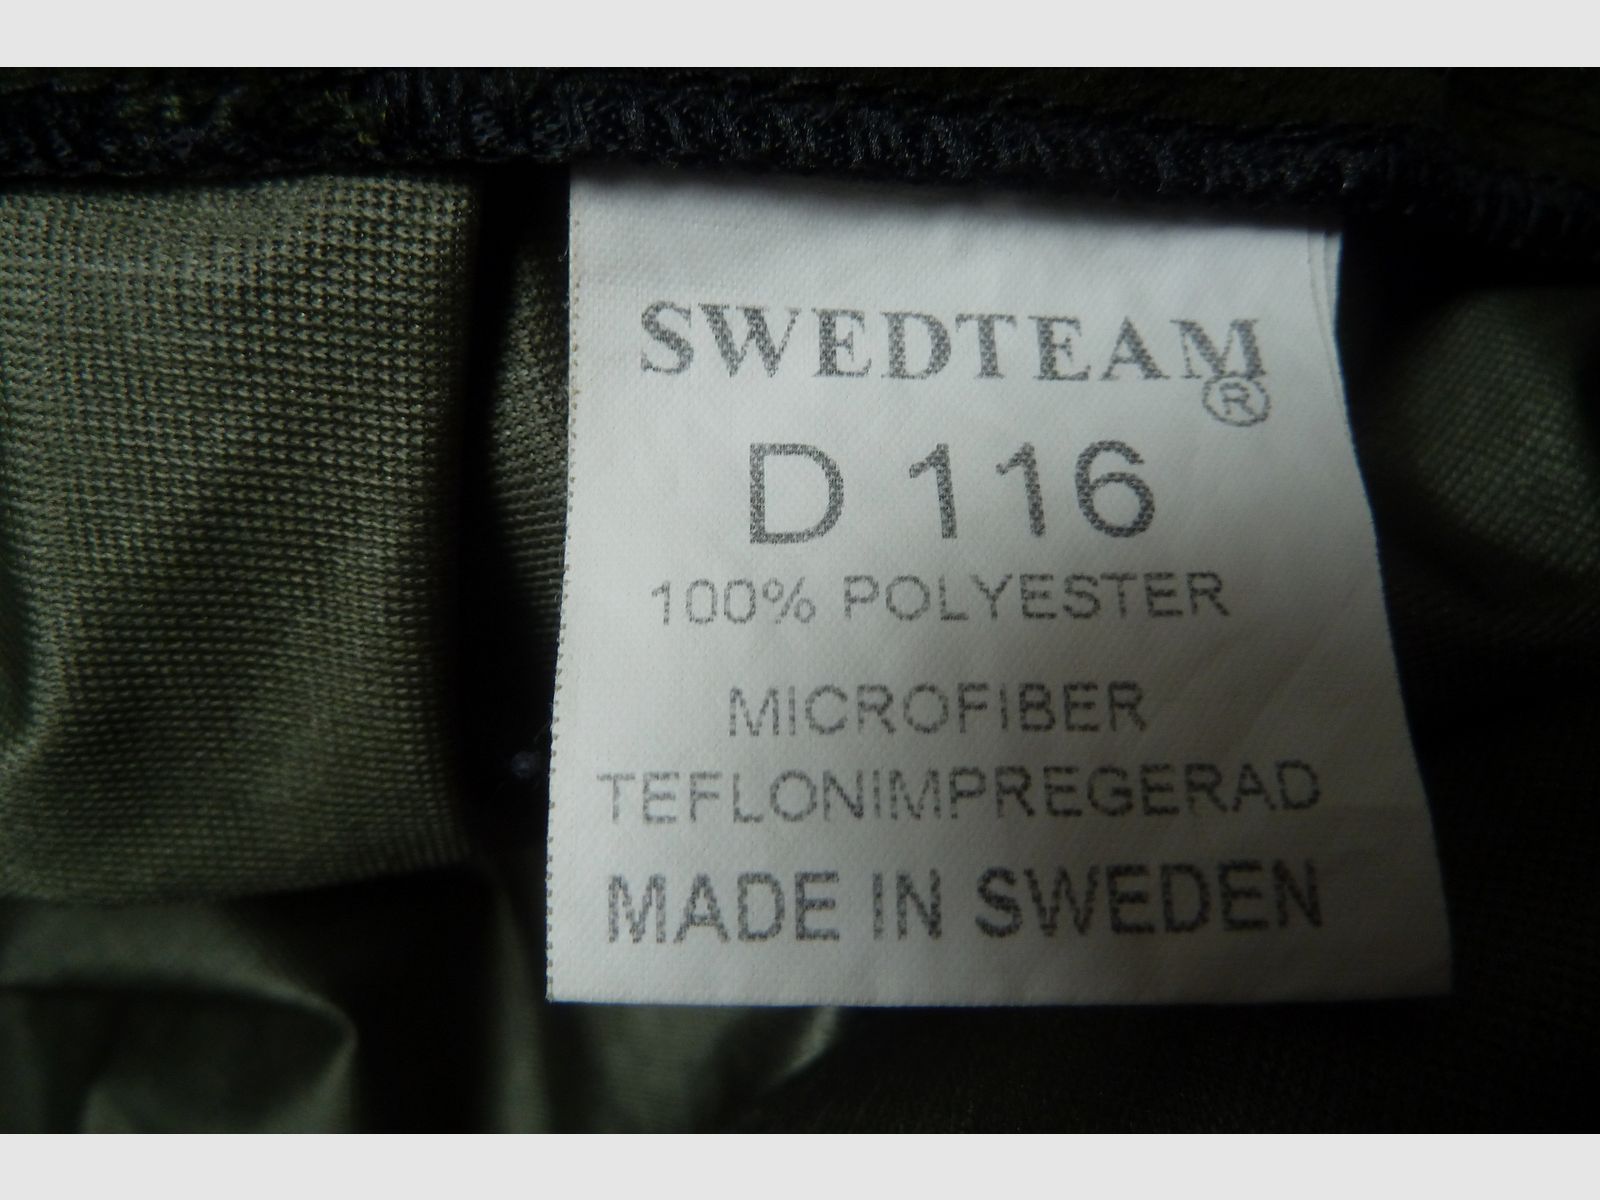 SWEDTEAM®
D 116
100% POLYESTER
MICROFIBER
TEFLONIMPREGERAD
MADE IN SWEDEN